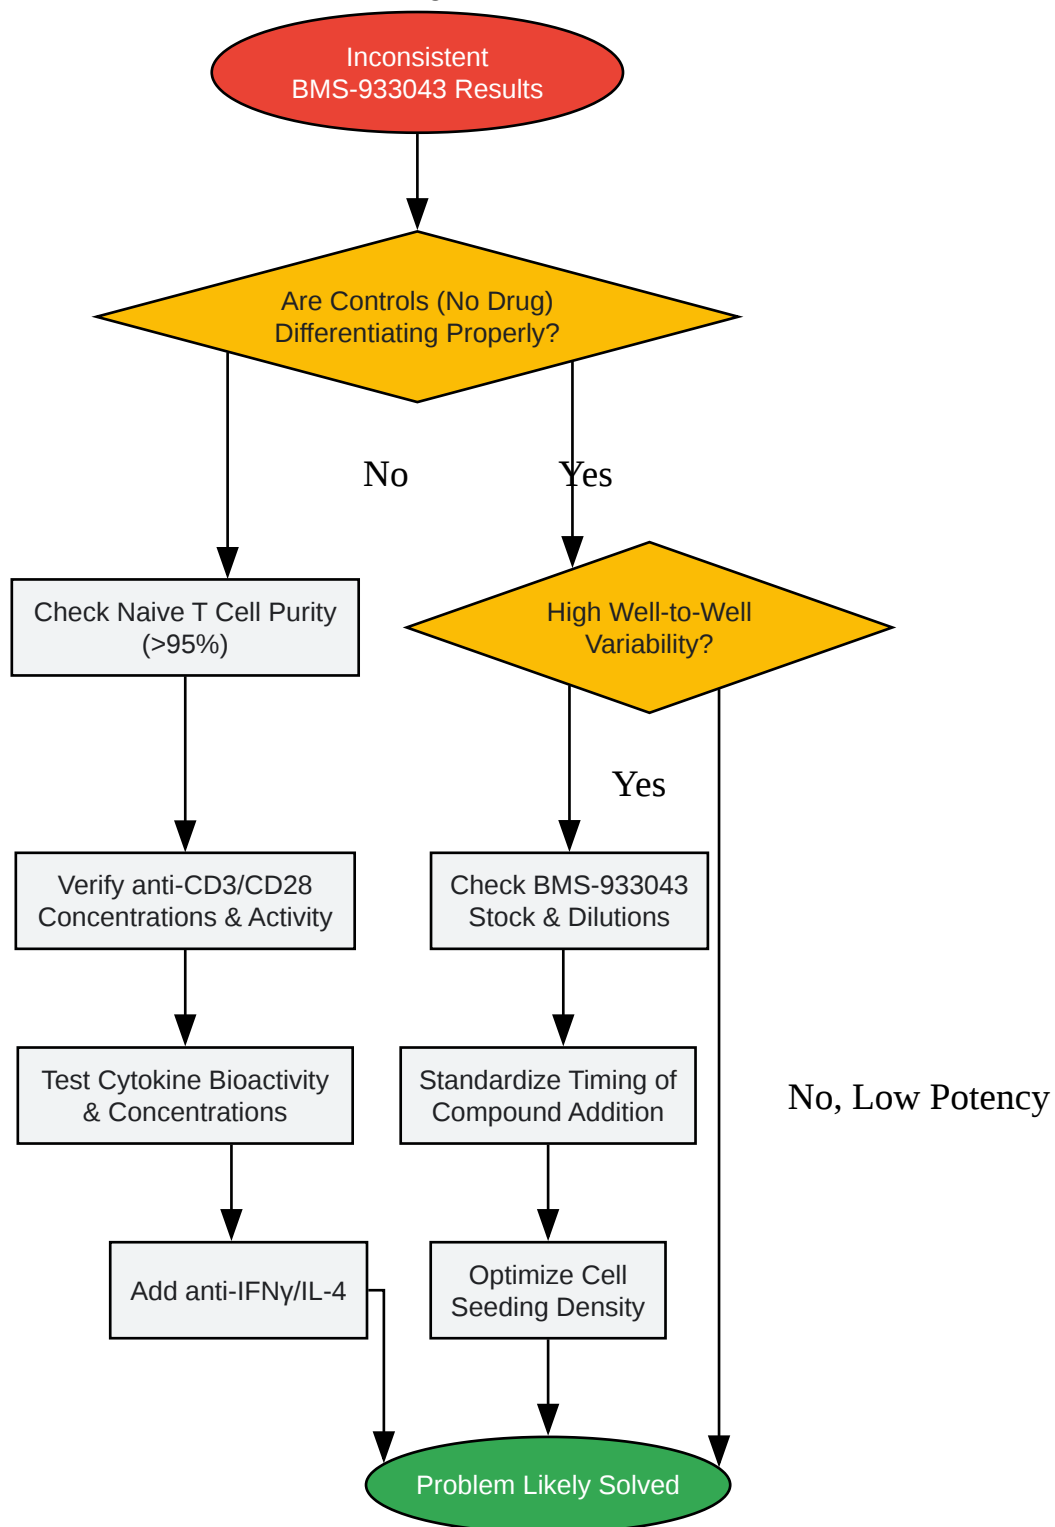 Inconsistent
BMS-933043 Results
Are Controls (No Drug)
Differentiating Properly?
No
Yes
Check Naive T Cell Purity
(>95%)
High Well-to-Well
Variability?
Yes
Verify anti-CD3/CD28
Concentrations & Activity
Check BMS-933043
Stock & Dilutions
Test Cytokine Bioactivity
& Concentrations
Standardize Timing of
Compound Addition
No, Low Potency
Add anti-IFNγ/IL-4
Optimize Cell
Seeding Density
Problem Likely Solved